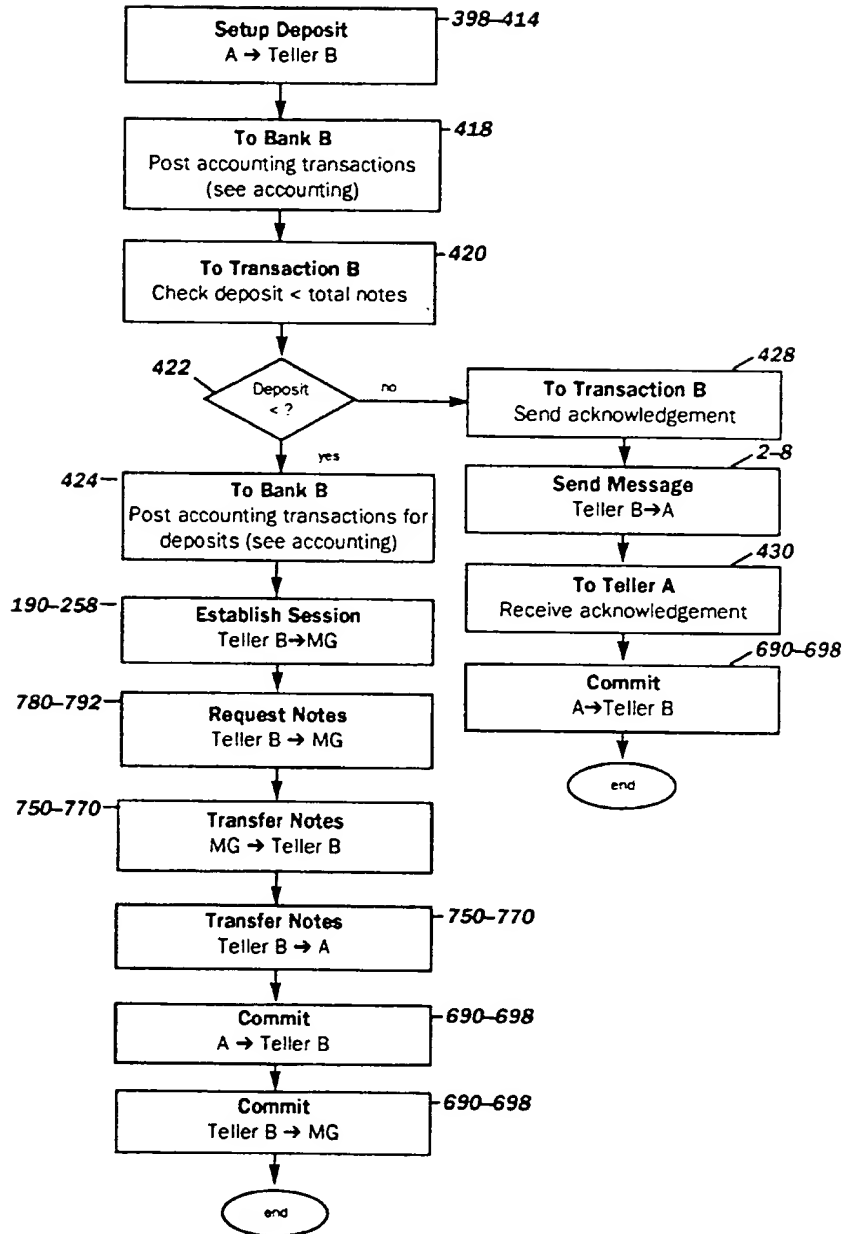 Setup Deposit
A → Teller B
398–414
To Bank B
Post accounting transactions
(see accounting)
418
To Transaction B
Check deposit < total notes
420
422
Deposit
< ?
no
yes
428
To Transaction B
Send acknowledgement
2–8
Send Message
Teller B→A
430
To Teller A
Receive acknowledgement
690–698
Commit
A→Teller B
end
424
To Bank B
Post accounting transactions for
deposits (see accounting)
190–258
Establish Session
Teller B→MG
780–792
Request Notes
Teller B → MG
750–770
Transfer Notes
MG → Teller B
Transfer Notes
Teller B → A
750–770
Commit
A → Teller B
690–698
Commit
Teller B → MG
690–698
end